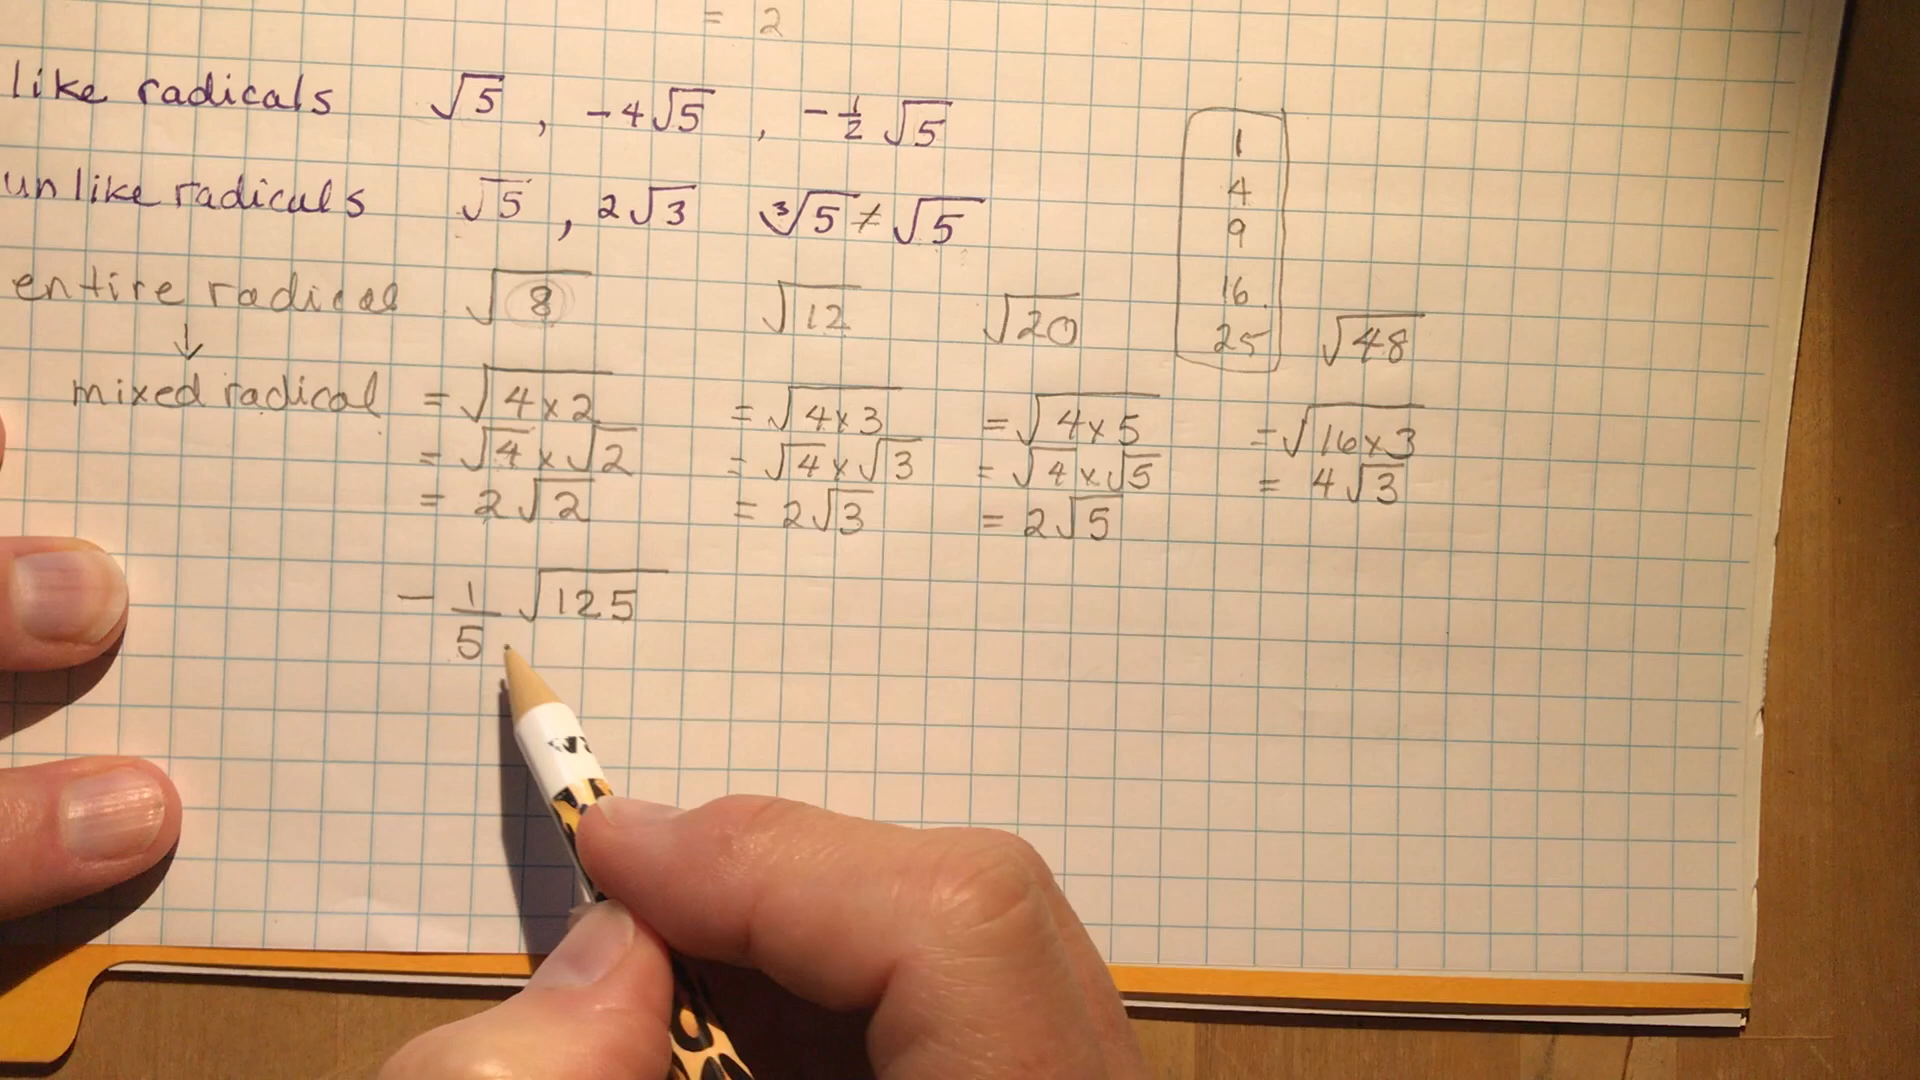 = 2
like radicals √5 , -4√5 , -1/2 √5
unlike radicals √5 , 2√3 ³√5 ≠ √5
1
4
9
16
25
entire radical √8 √12 √20 √48
↓
mixed radical = √4×2 = √4×3 = √4×5 = √16×3
= √4 × √2 = √4 × √3 = √4 × √5 = 4√3
= 2√2 = 2√3 = 2√5
- 1/5 √125